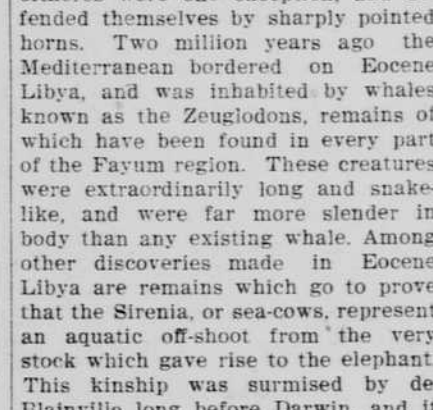 fended themselves by sharply pointed
horns. Two million years ago the
Mediterranean bordered on Eocene
Libya, and was inhabited by whales
known as the Zeuglodons, remains of
which have been found in every part
of the Fayum region. These creatures
were extraordinarily long and snake-
like, and were far more slender in
body than any existing whale. Among
other discoveries made in Eocene
Libya are remains which go to prove
that the Sirenia, or sea-cows, represent
an aquatic off-shoot from the very
stock which gave rise to the elephant
This kinship was surmised by de
long before Darwin, and it